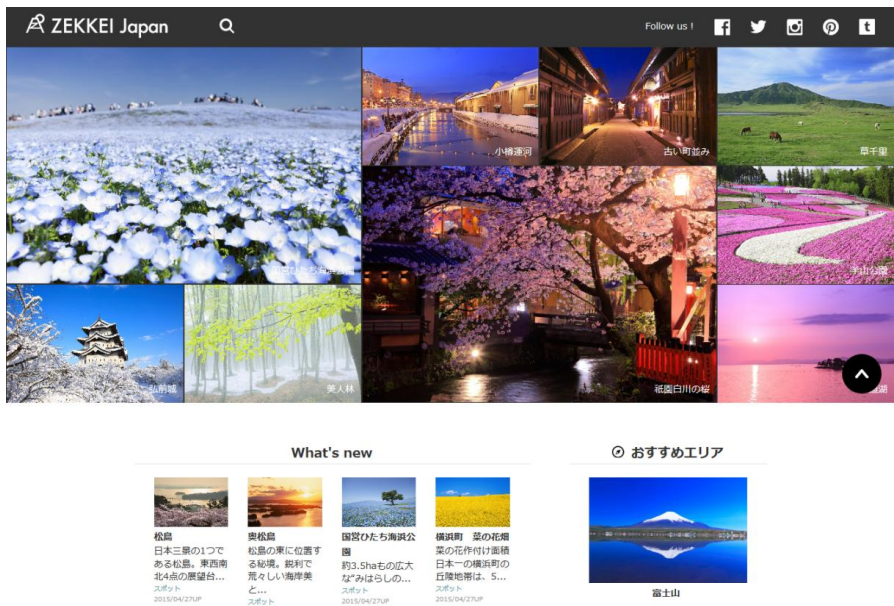 ZEKKEI Japan
Follow us !
小樽運河
古い町並み
草千里
国営ひたち海浜公園
羊山公園
弘前城
美人林
祇園白川の桜
What's new
おすすめエリア
松島
日本三景の1つで
ある松島。東西南
北4点の展望台...
スポット
2015/04/27UP
奥松島
松島の東に位置す
る秘境。鋭利で
荒々しい海岸美
と...
スポット
2015/04/27UP
国営ひたち海浜公
園
約3.5haもの広大
な"みはらしの...
スポット
2015/04/27UP
横浜町　菜の花畑
菜の花作付け面積
日本一の横浜町の
丘陵地帯は、5...
スポット
2015/04/27UP
富士山